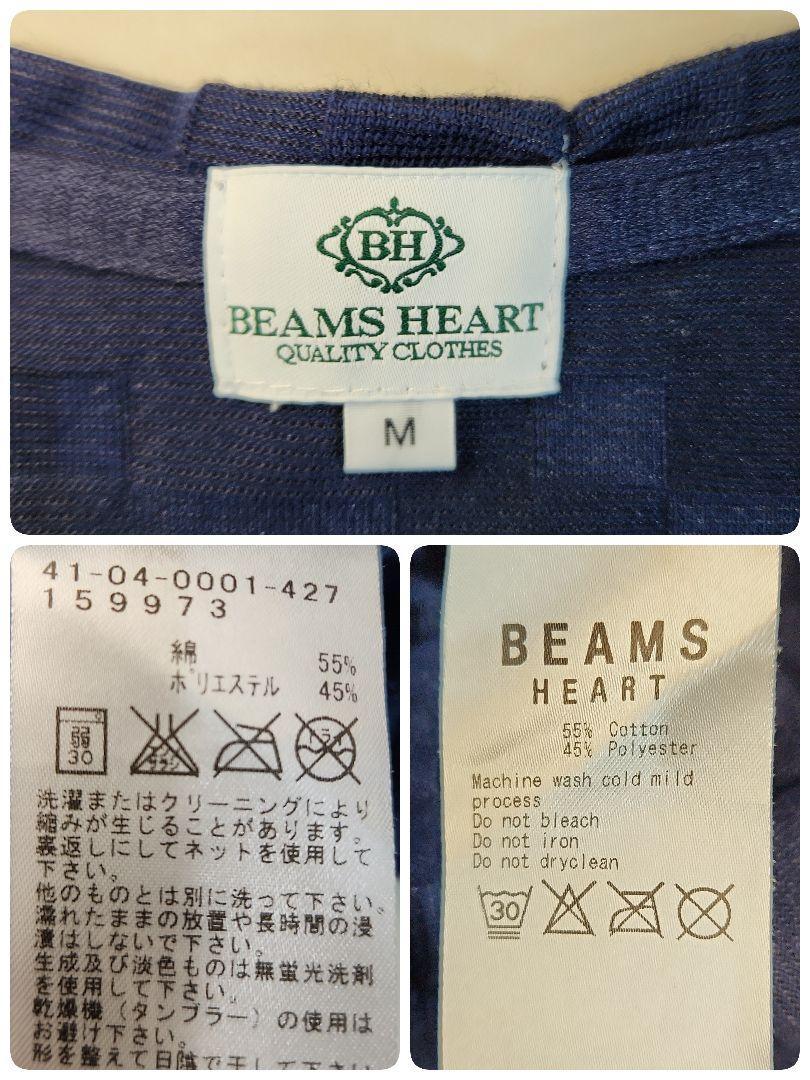 BH
BEAMS HEART
QUALITY CLOTHES
M
41-04-0001-427
159973
綿 55%
ポリエステル 45%
弱
30
洗濯またはクリーニングにより
縮みが生じることがあります。
裏返しにしてネットを使用して
下さい。
他のものとは別に洗って下さい。
濡れたままの放置や長時間の浸
漬はしないで下さい。
生成及び淡色ものは無蛍光洗剤
を使用して下さい。
乾燥機(タンブラー)の使用は
お避け下さい。
形を整えて日陰で干して下さい
BEAMS
HEART
55% Cotton
45% Polyester
Machine wash cold mild
process
Do not bleach
Do not iron
Do not dryclean
30